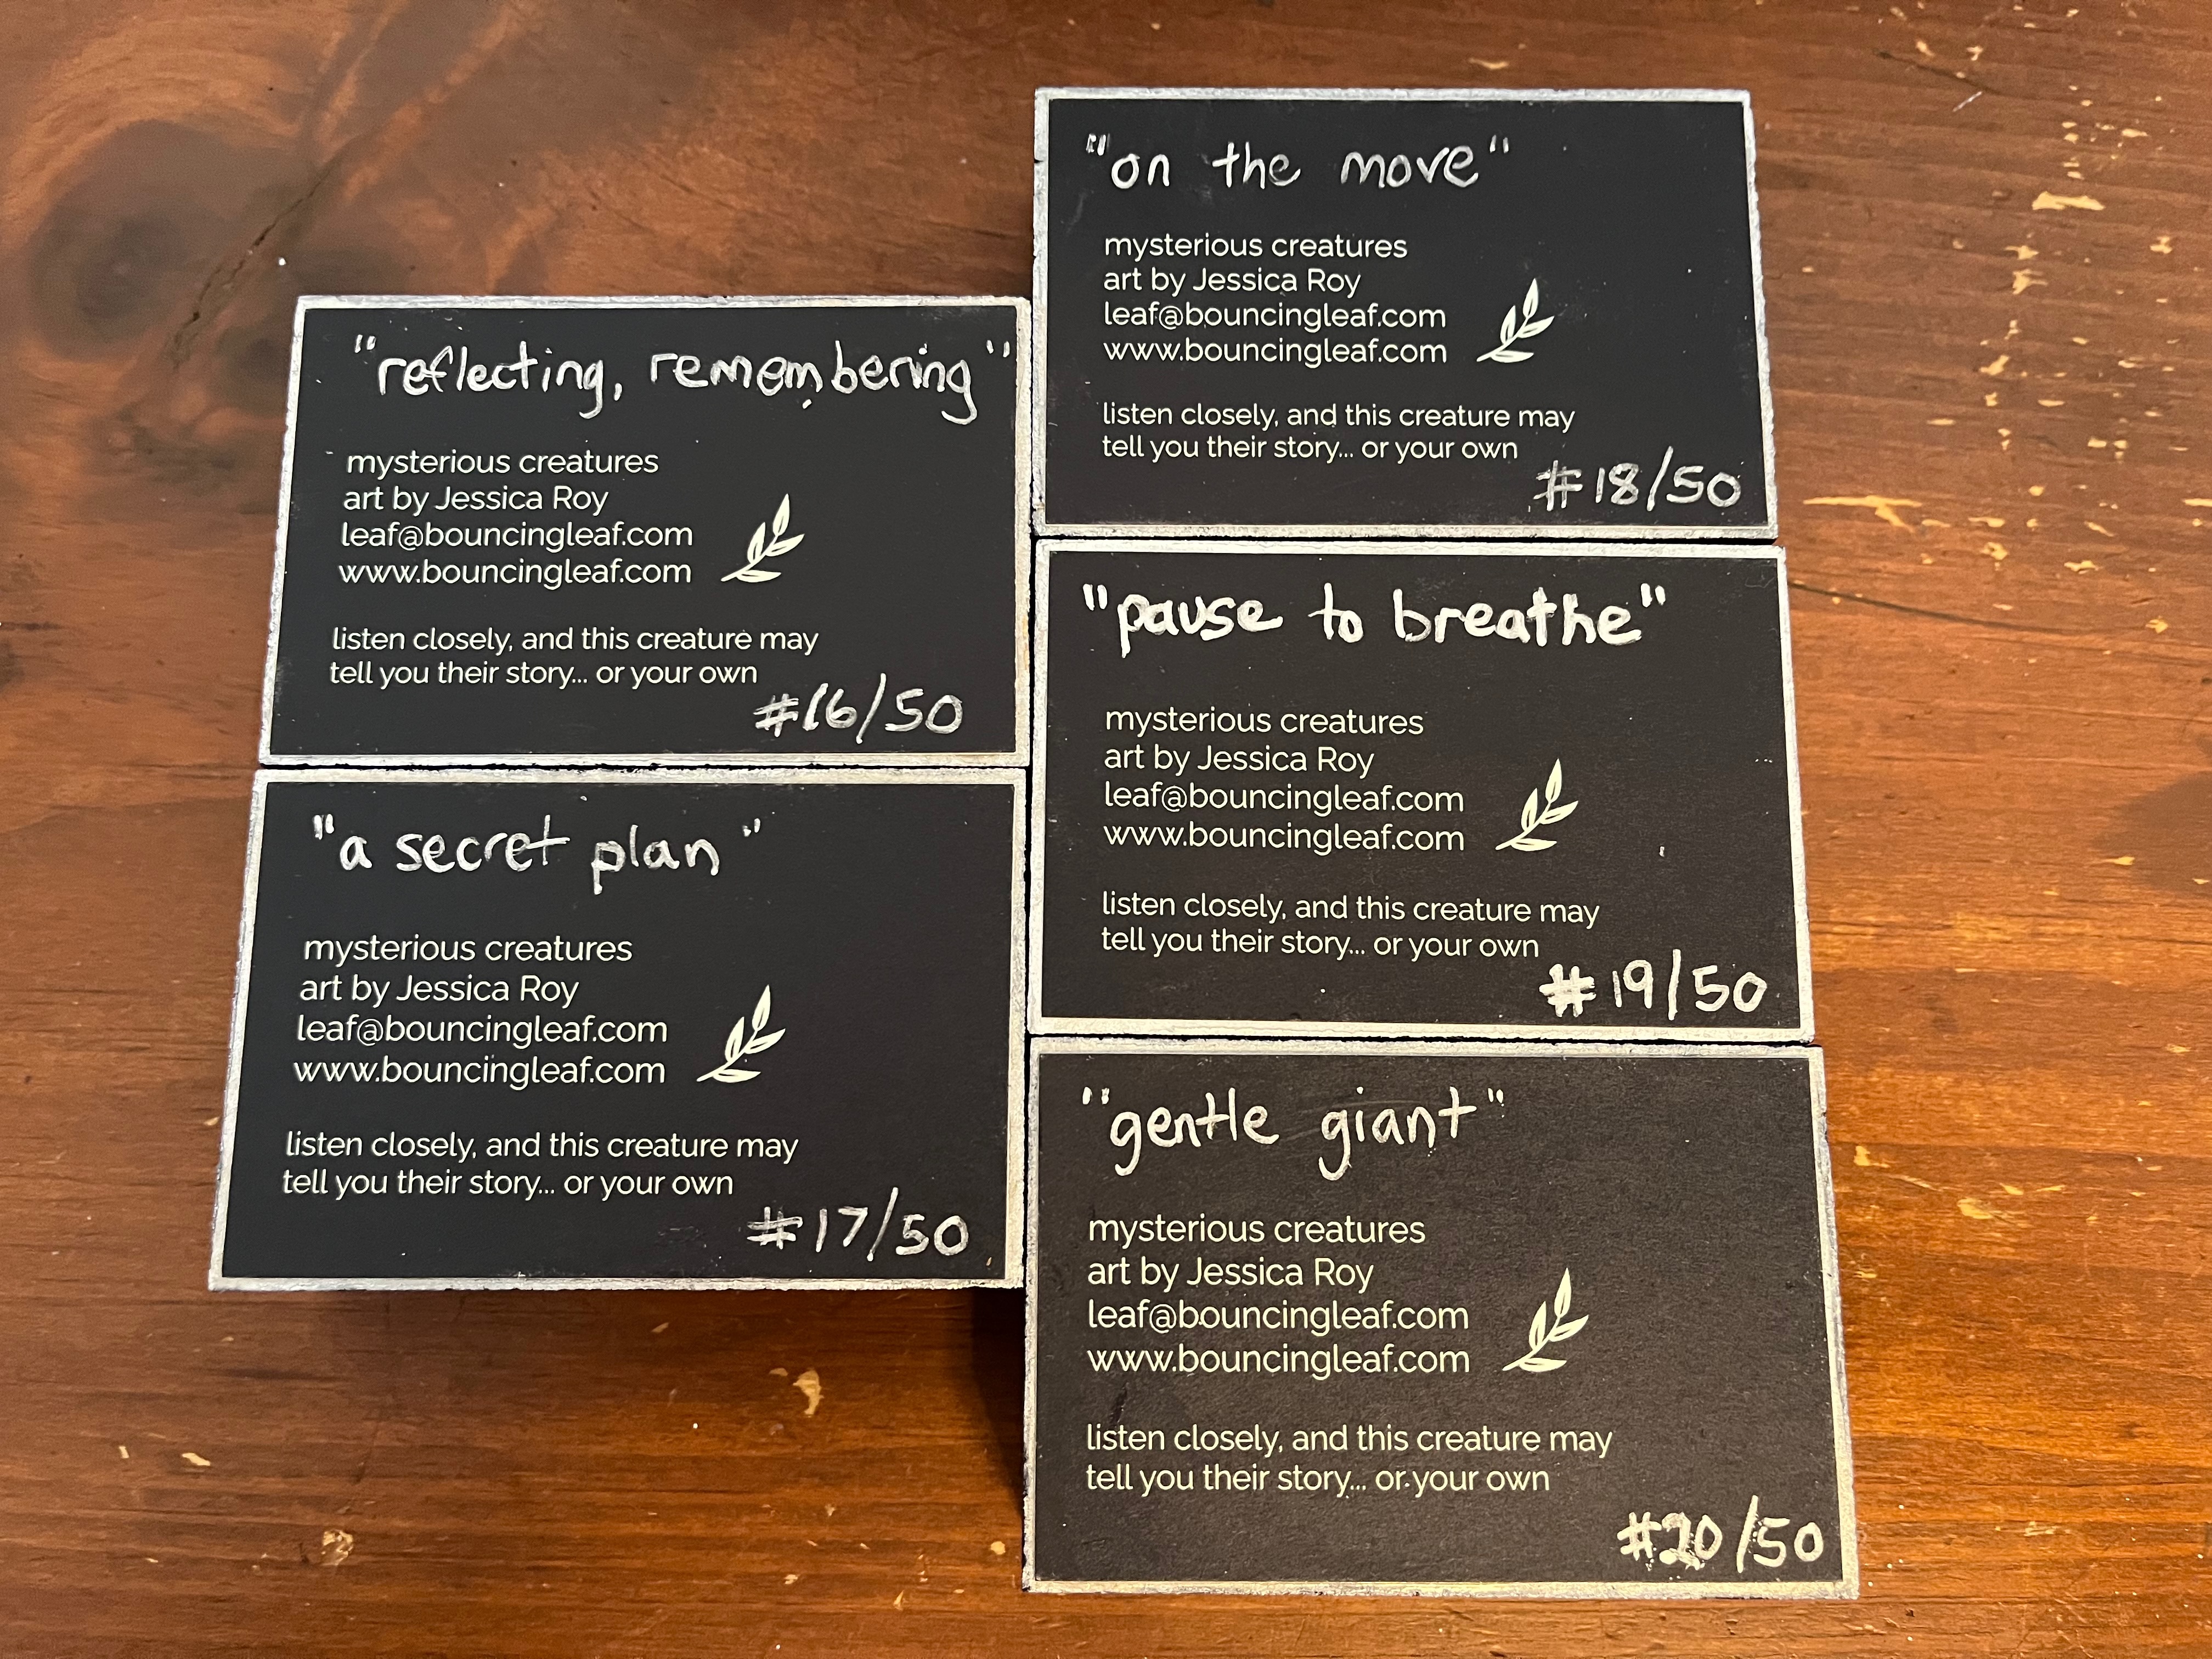 "reflecting, remembering"
mysterious creatures
art by Jessica Roy
leaf@bouncingleaf.com
www.bouncingleaf.com
listen closely, and this creature may
tell you their story... or your own
#16/50
"a secret plan"
mysterious creatures
art by Jessica Roy
leaf@bouncingleaf.com
www.bouncingleaf.com
listen closely, and this creature may
tell you their story... or your own
#17/50
"on the move"
mysterious creatures
art by Jessica Roy
leaf@bouncingleaf.com
www.bouncingleaf.com
listen closely, and this creature may
tell you their story... or your own
#18/50
"pause to breathe"
mysterious creatures
art by Jessica Roy
leaf@bouncingleaf.com
www.bouncingleaf.com
listen closely, and this creature may
tell you their story... or your own
#19/50
"gentle giant"
mysterious creatures
art by Jessica Roy
leaf@bouncingleaf.com
www.bouncingleaf.com
listen closely, and this creature may
tell you their story... or your own
#20/50